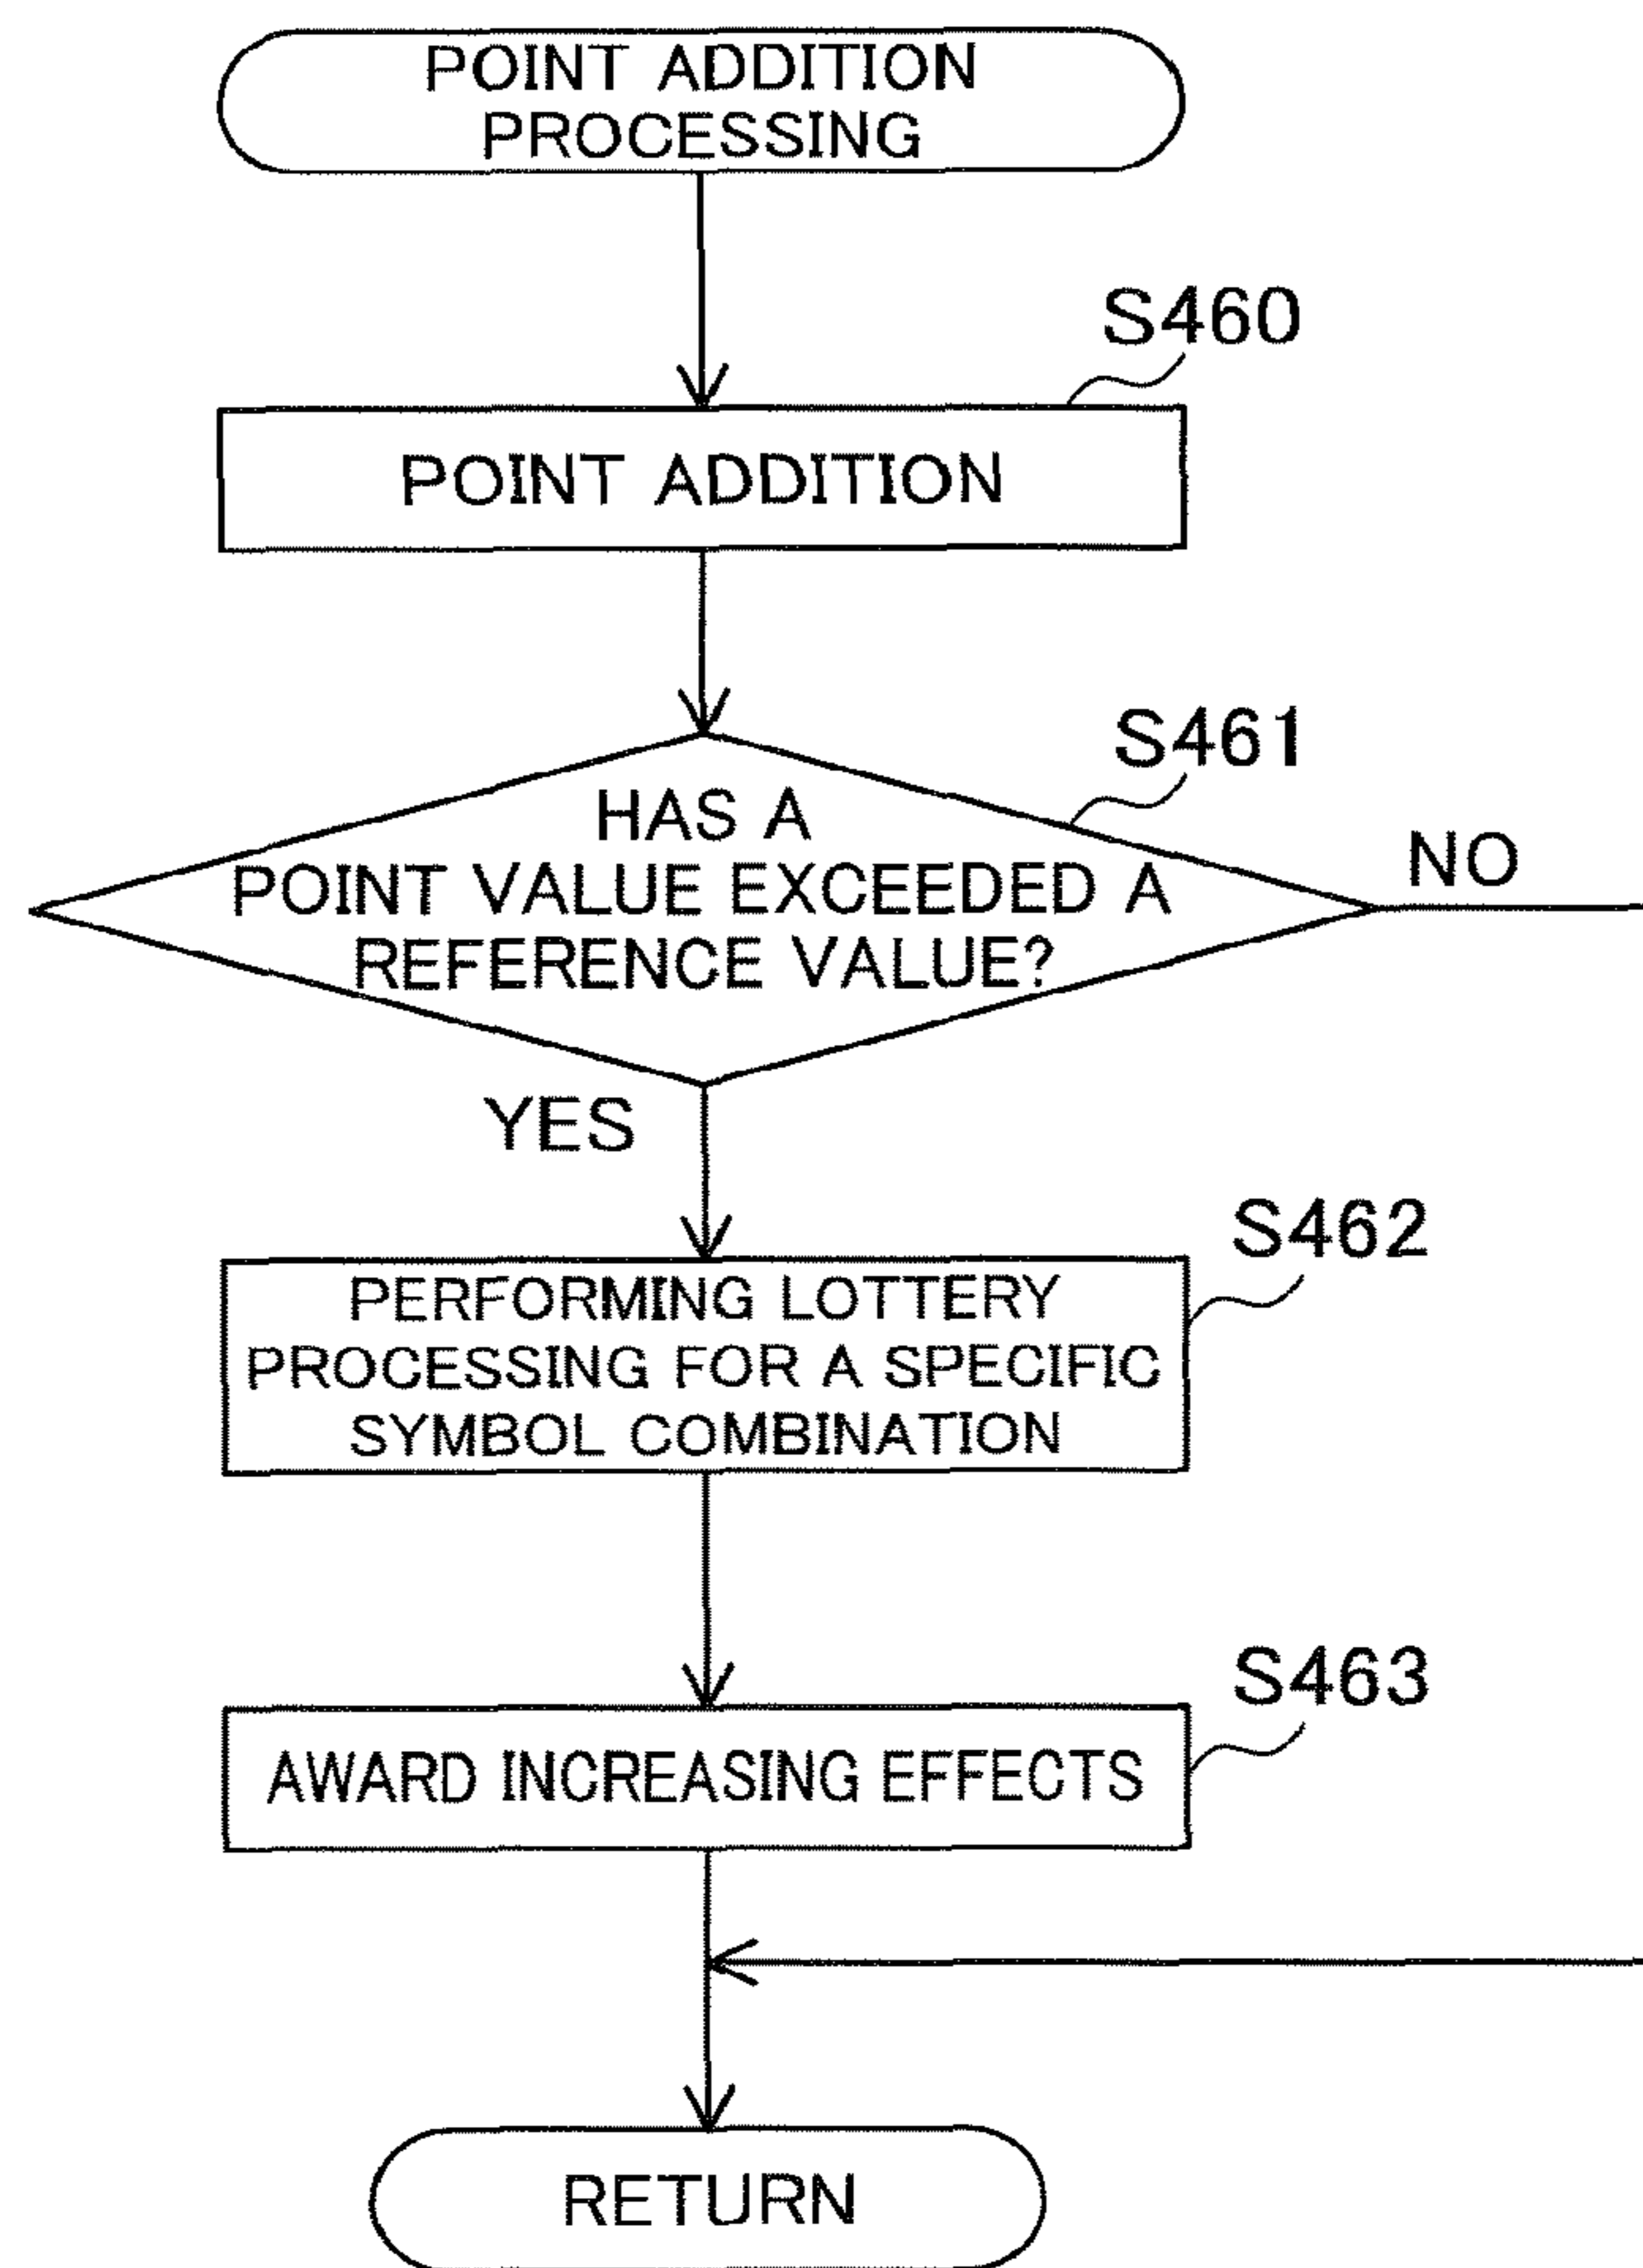 POINT ADDITION
PROCESSING
S460
POINT ADDITION
S461
HAS A
POINT VALUE EXCEEDED A
REFERENCE VALUE?
NO
YES
S462
PERFORMING LOTTERY
PROCESSING FOR A SPECIFIC
SYMBOL COMBINATION
S463
AWARD INCREASING EFFECTS
RETURN